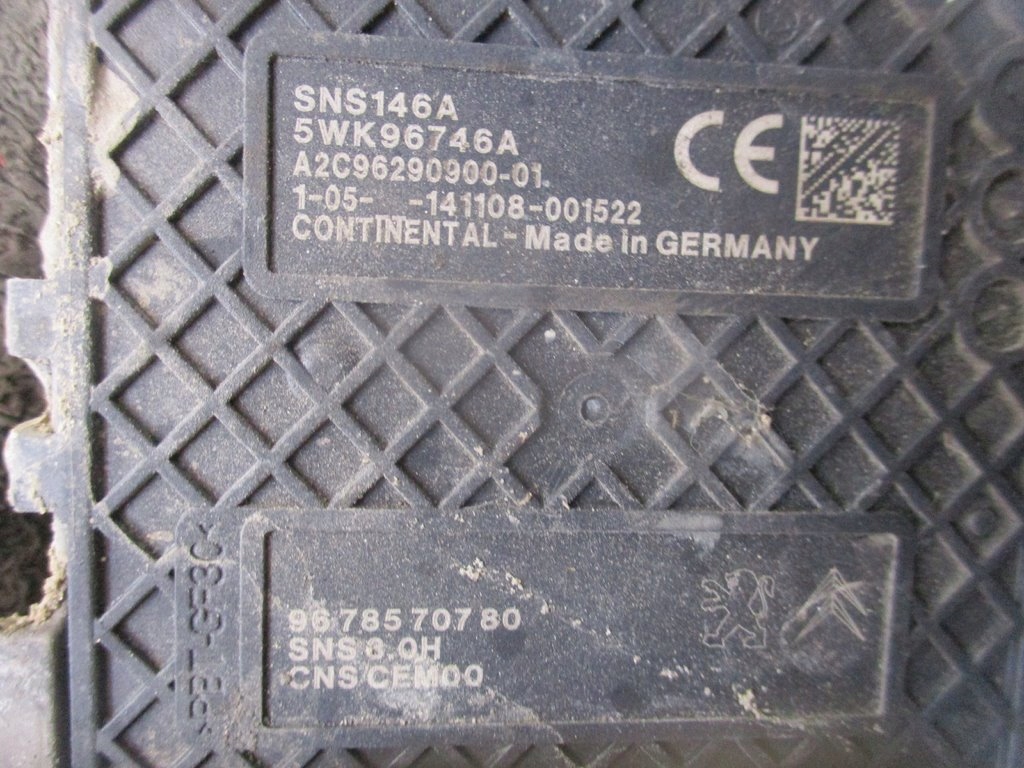 SNS146A
5WK96746A
A2C96290900-01.
1-05- -141108-001522
CONTINENTAL - Made in GERMANY
CE
96 785 707 80
SNS 6.0H
CNS CEM00